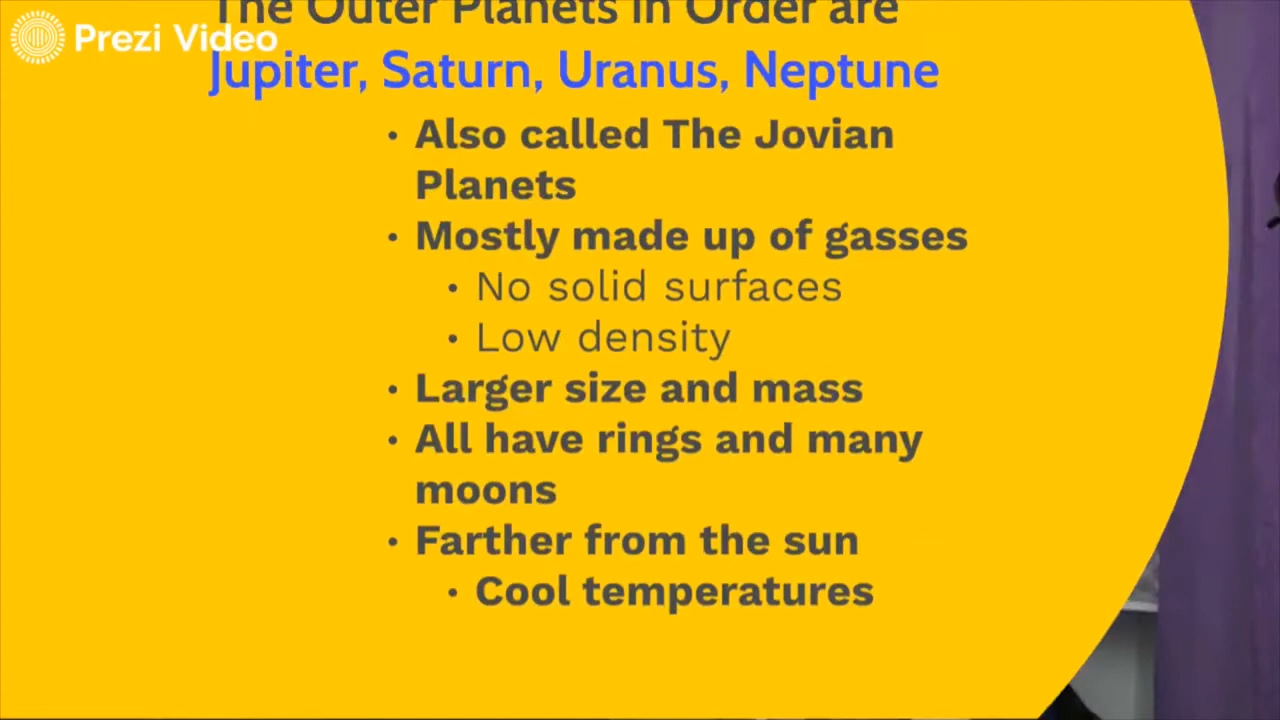 The Outer Planets in Order are
Prezi Video
Jupiter, Saturn, Uranus, Neptune
• Also called The Jovian
Planets
• Mostly made up of gasses
• No solid surfaces
• Low density
• Larger size and mass
• All have rings and many
moons
• Farther from the sun
• Cool temperatures